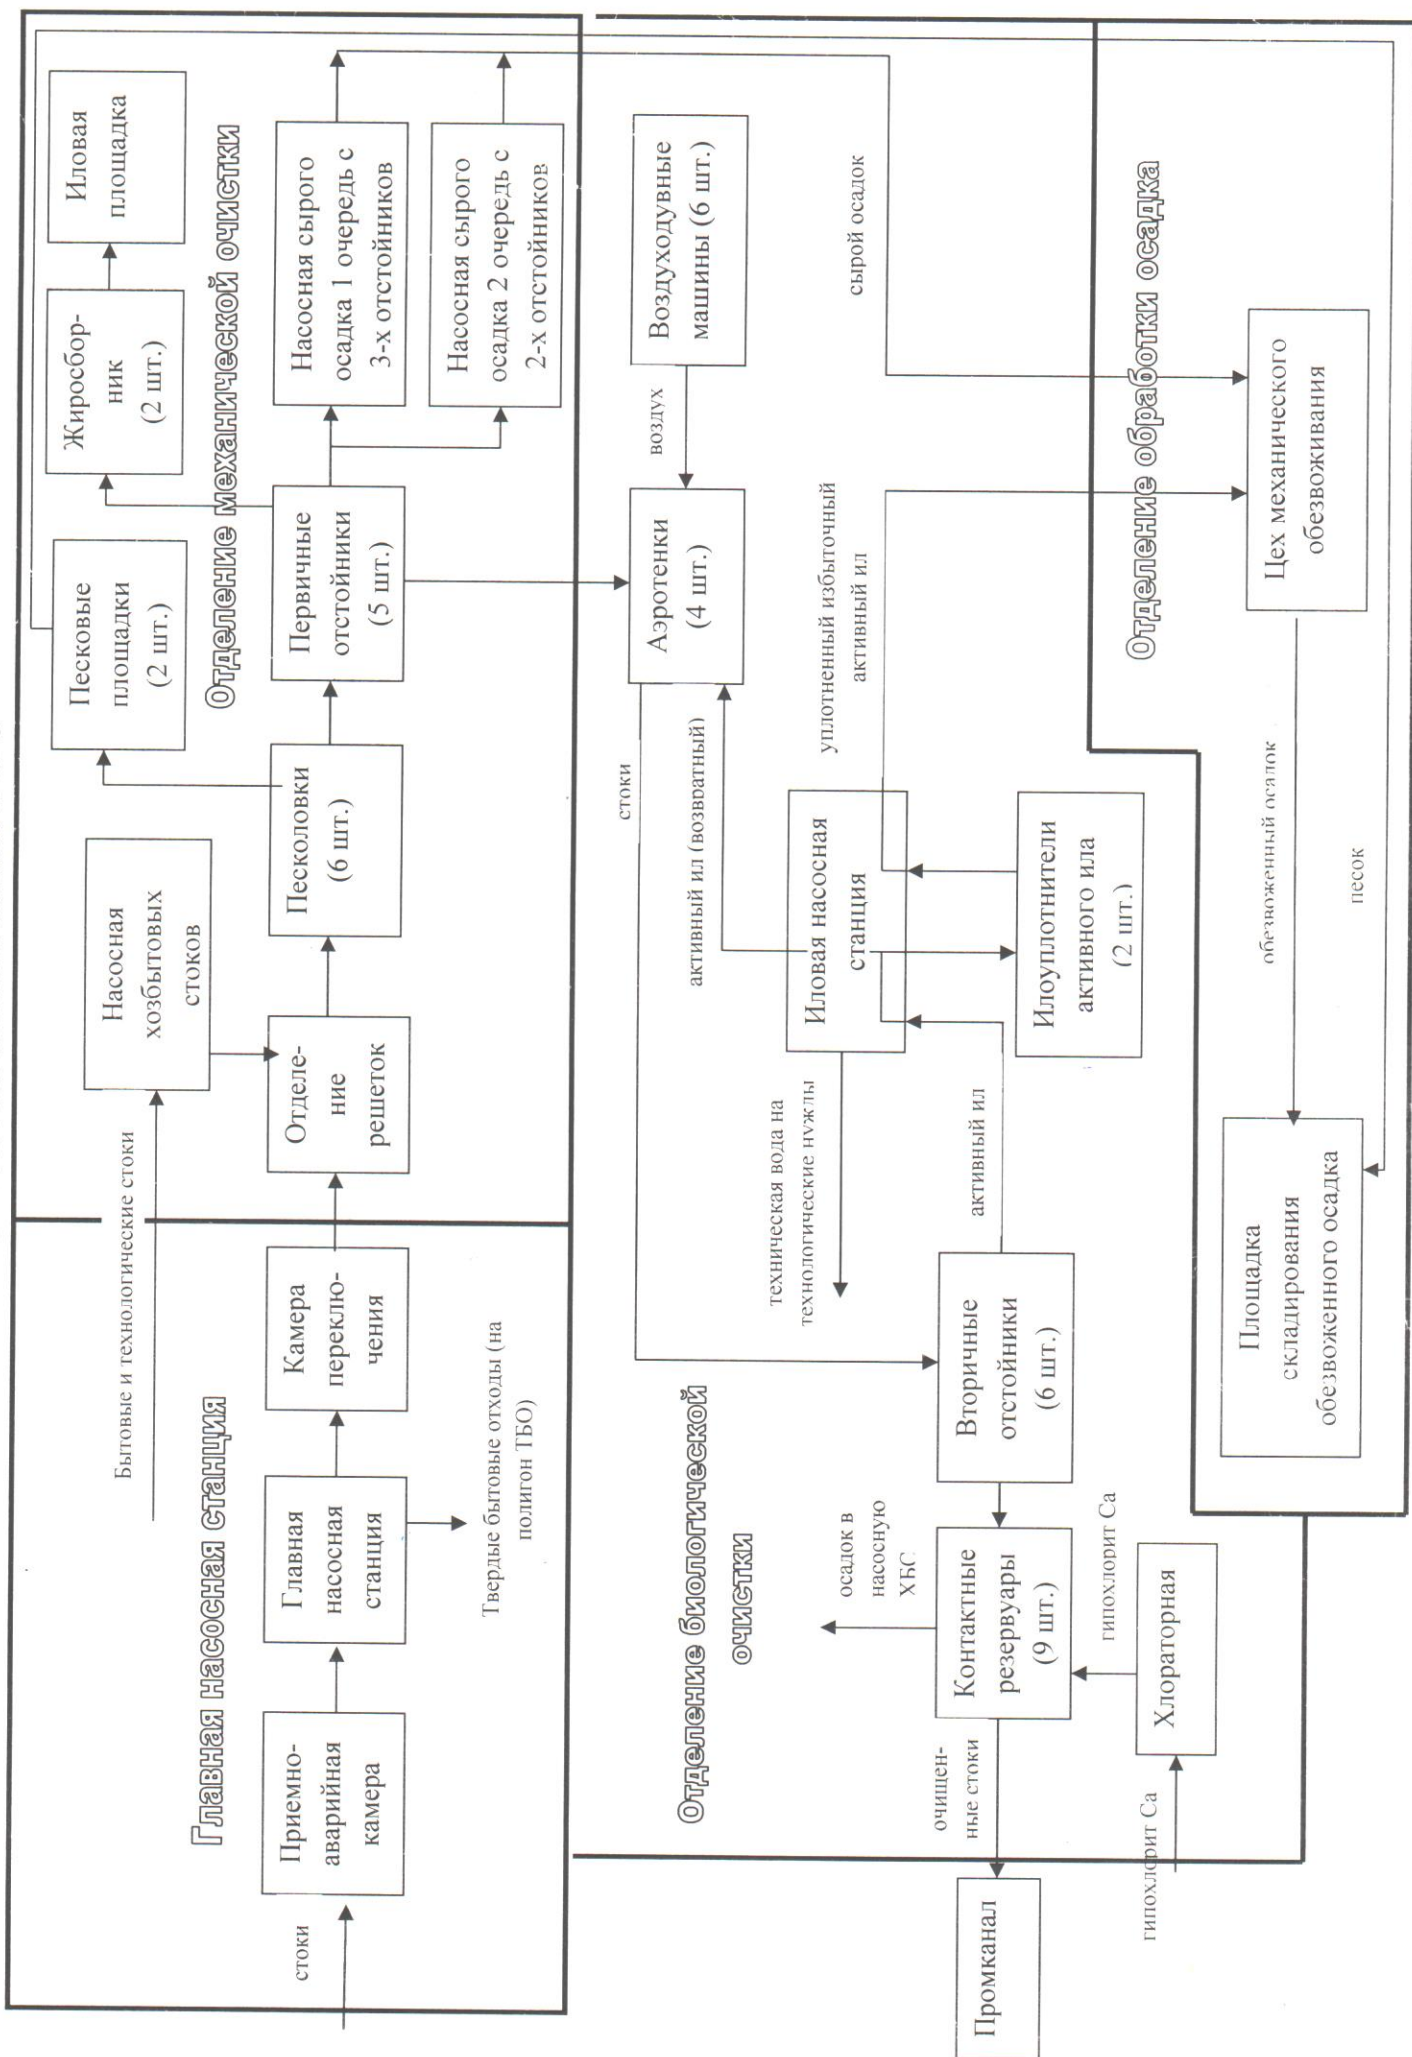 Главная насосная станция
стоки
Приемно-
аварийная
камера
Главная
насосная
станция
Твердые бытовые отходы (на
полигон ТБО)
Камера
переклю-
чения
Бытовые и технологические стоки
Отделение механической очистки
Насосная
хозбытовых
стоков
Отделе-
ние
решеток
Песколовки
(6 шт.)
Песковые
площадки
(2 шт.)
Первичные
отстойники
(5 шт.)
Жиросбор-
ник
(2 шт.)
Иловая
площадка
Насосная сырого
осадка 1 очередь с
3-х отстойников
Насосная сырого
осадка 2 очередь с
2-х отстойников
Отделение биологической
очистки
Аэротенки
(4 шт.)
воздух
Воздуходувные
машины (6 шт.)
стоки
активный ил (возвратный)
Иловая насосная
станция
уплотненный избыточный
активный ил
сырой осадок
техническая вода на
технологические нужды
Илоуплотнители
активного ила
(2 шт.)
активный ил
Вторичные
отстойники
(6 шт.)
осадок в
насосную
ХБС
Контактные
резервуары
(9 шт.)
очищен-
ные стоки
Промканал
гипохлорит Са
Хлораторная
гипохлорит Са
Отделение обработки осадка
Цех механического
обезвоживания
обезвоженный осадок
песок
Площадка
складирования
обезвоженного осадка